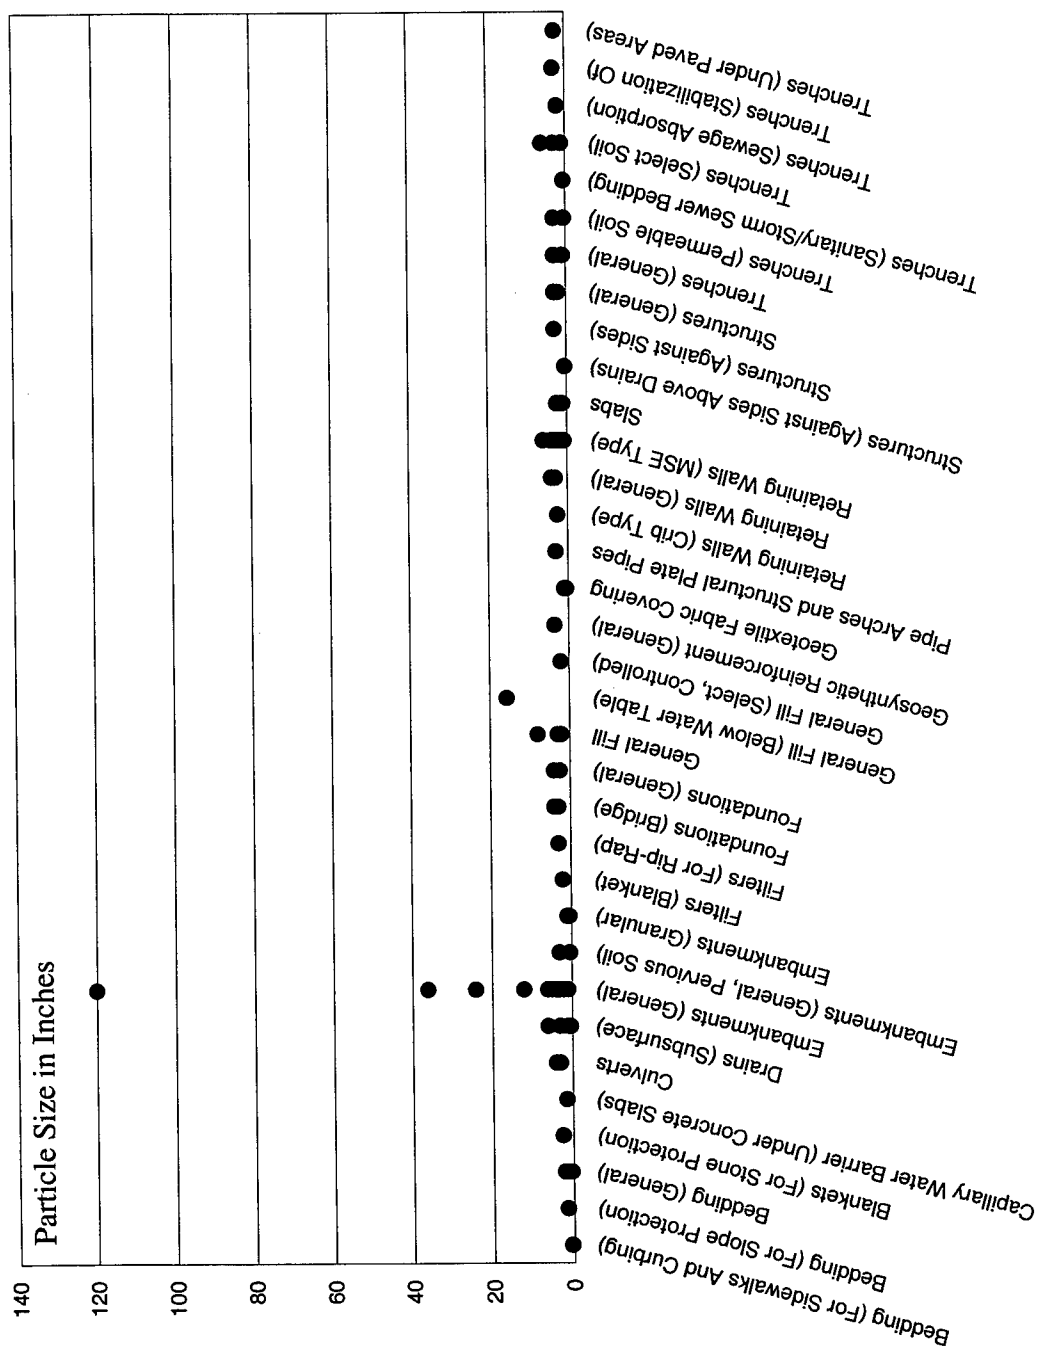 Particle Size in Inches
140
120
100
80
60
40
20
0
Bedding (For Sidewalks And Curbing)
Bedding (For Slope Protection)
Bedding (General)
Blankets (For Stone Protection)
Capillary Water Barrier (Under Concrete Slabs)
Culverts
Drains (Subsurface)
Embankments (General)
Embankments (General, Pervious Soil)
Embankments (Granular)
Filters (Blanket)
Filters (For Rip-Rap)
Foundations (Bridge)
Foundations (General)
General Fill
General Fill (Below Water Table)
General Fill (Select, Controlled)
Geosynthetic Reinforcement (General)
Geotextile Fabric Covering
Pipe Arches and Structural Plate Pipes
Retaining Walls (Crib Type)
Retaining Walls (General)
Retaining Walls (MSE Type)
Slabs
Structures (Against Sides Above Drains)
Structures (Against Sides)
Structures (General)
Trenches (General)
Trenches (Permeable Soil)
Trenches (Sanitary/Storm Sewer Bedding)
Trenches (Select Soil)
Trenches (Sewage Absorption)
Trenches (Stabilization Of)
Trenches (Under Paved Areas)